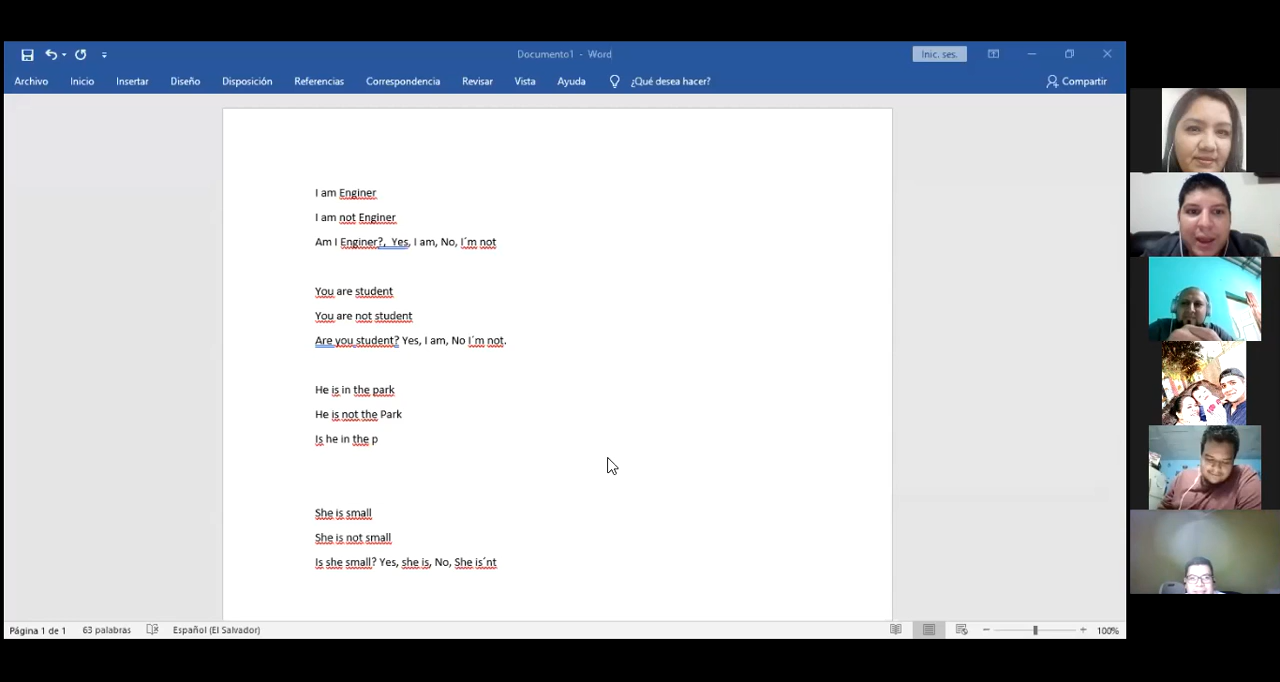 Documento1 - Word
Inic. ses.
Archivo Inicio Insertar Diseño Disposición Referencias Correspondencia Revisar Vista Ayuda ¿Qué desea hacer? Compartir
I am Enginer
I am not Enginer
Am I Enginer?, Yes, I am, No, I´m not
You are student
You are not student
Are you student? Yes, I am, No I´m not.
He is in the park
He is not the Park
Is he in the p
She is small
She is not small
Is she small? Yes, she is, No, She is´nt
Página 1 de 1 63 palabras Español (El Salvador) 100%